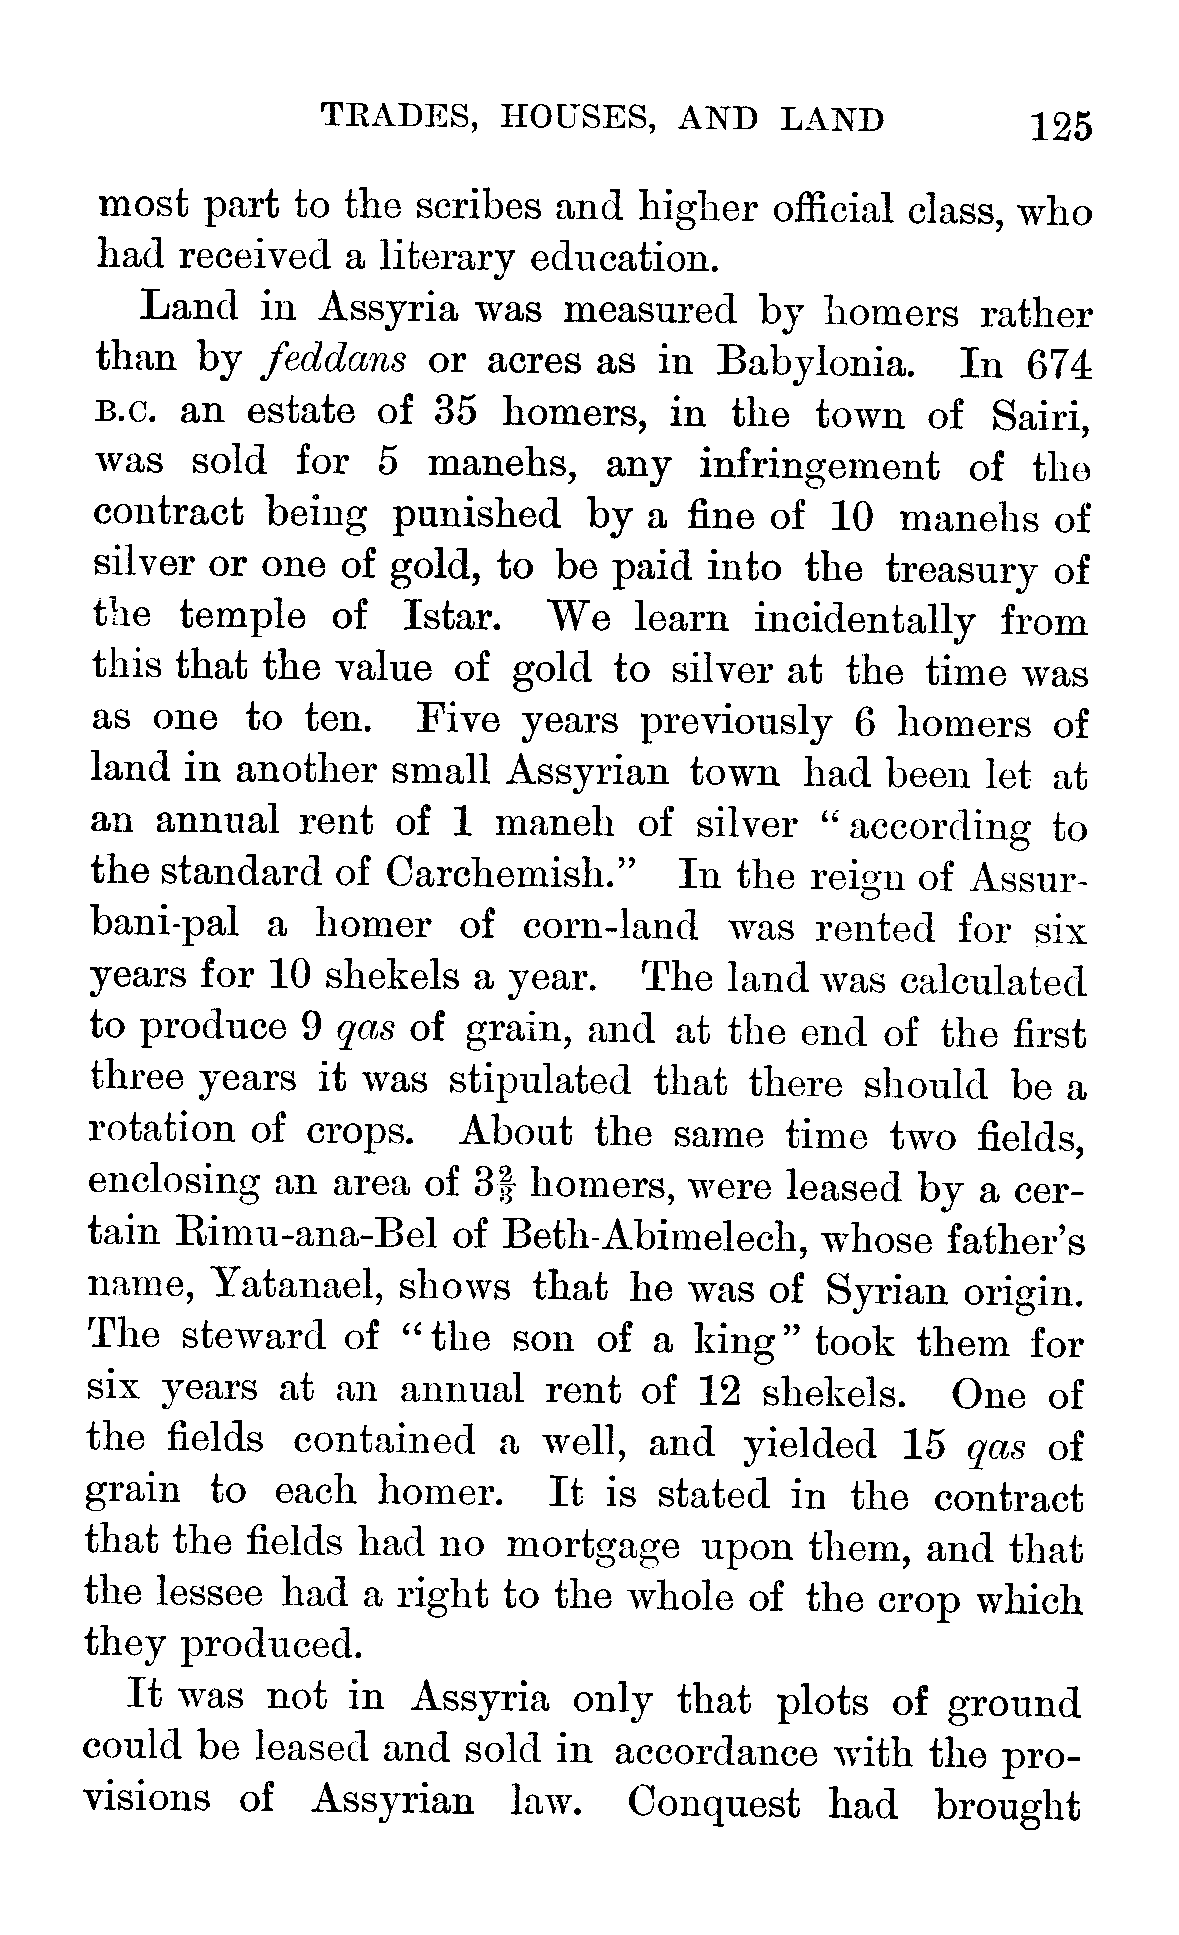 TRADES, HOUSES, AND LAND 125
most part to the scribes and higher official class, who
had received a literary education.
Land in Assyria was measured by homers rather
than by feddans or acres as in Babylonia. In 674
B.C. an estate of 35 homers, in the town of Sairi,
was sold for 5 manehs, any infringement of the
contract being punished by a fine of 10 manehs of
silver or one of gold, to be paid into the treasury of
the temple of Istar. We learn incidentally from
this that the value of gold to silver at the time was
as one to ten. Five years previously 6 homers of
land in another small Assyrian town had been let at
an annual rent of 1 maneh of silver “according to
the standard of Carchemish.” In the reign of Assur-
bani-pal a homer of corn-land was rented for six
years for 10 shekels a year. The land was calculated
to produce 9 qas of grain, and at the end of the first
three years it was stipulated that there should be a
rotation of crops. About the same time two fields,
enclosing an area of 3⅔ homers, were leased by a cer-
tain Rimu-ana-Bel of Beth-Abimelech, whose father’s
name, Yatanael, shows that he was of Syrian origin.
The steward of “the son of a king” took them for
six years at an annual rent of 12 shekels. One of
the fields contained a well, and yielded 15 qas of
grain to each homer. It is stated in the contract
that the fields had no mortgage upon them, and that
the lessee had a right to the whole of the crop which
they produced.
It was not in Assyria only that plots of ground
could be leased and sold in accordance with the pro-
visions of Assyrian law. Conquest had brought